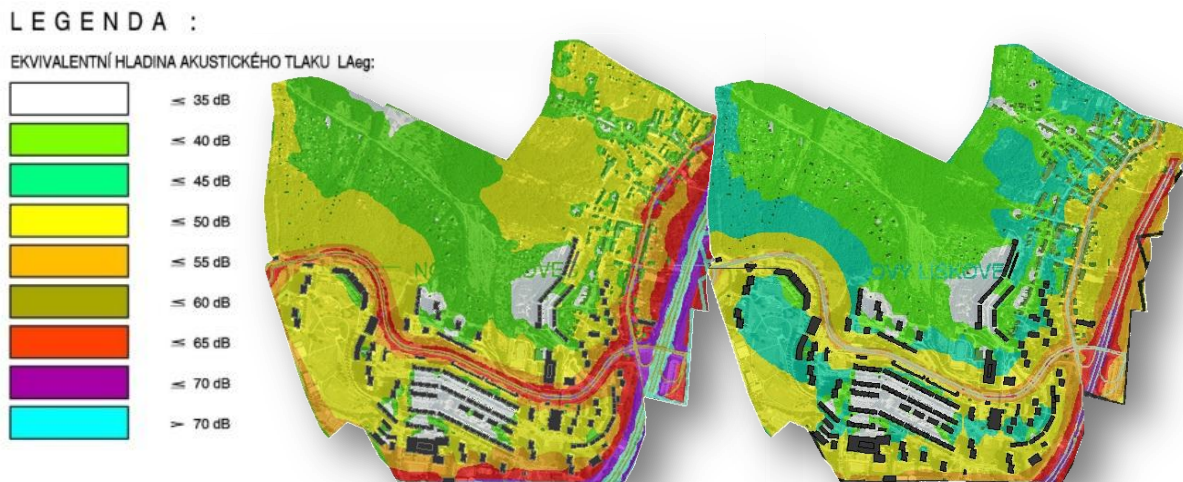 LEGENDA :
EKVIVALENTNÍ HLADINA AKUSTICKÉHO TLAKU LAeg:
≤ 35 dB
≤ 40 dB
≤ 45 dB
≤ 50 dB
≤ 55 dB
≤ 60 dB
≤ 65 dB
≤ 70 dB
> 70 dB